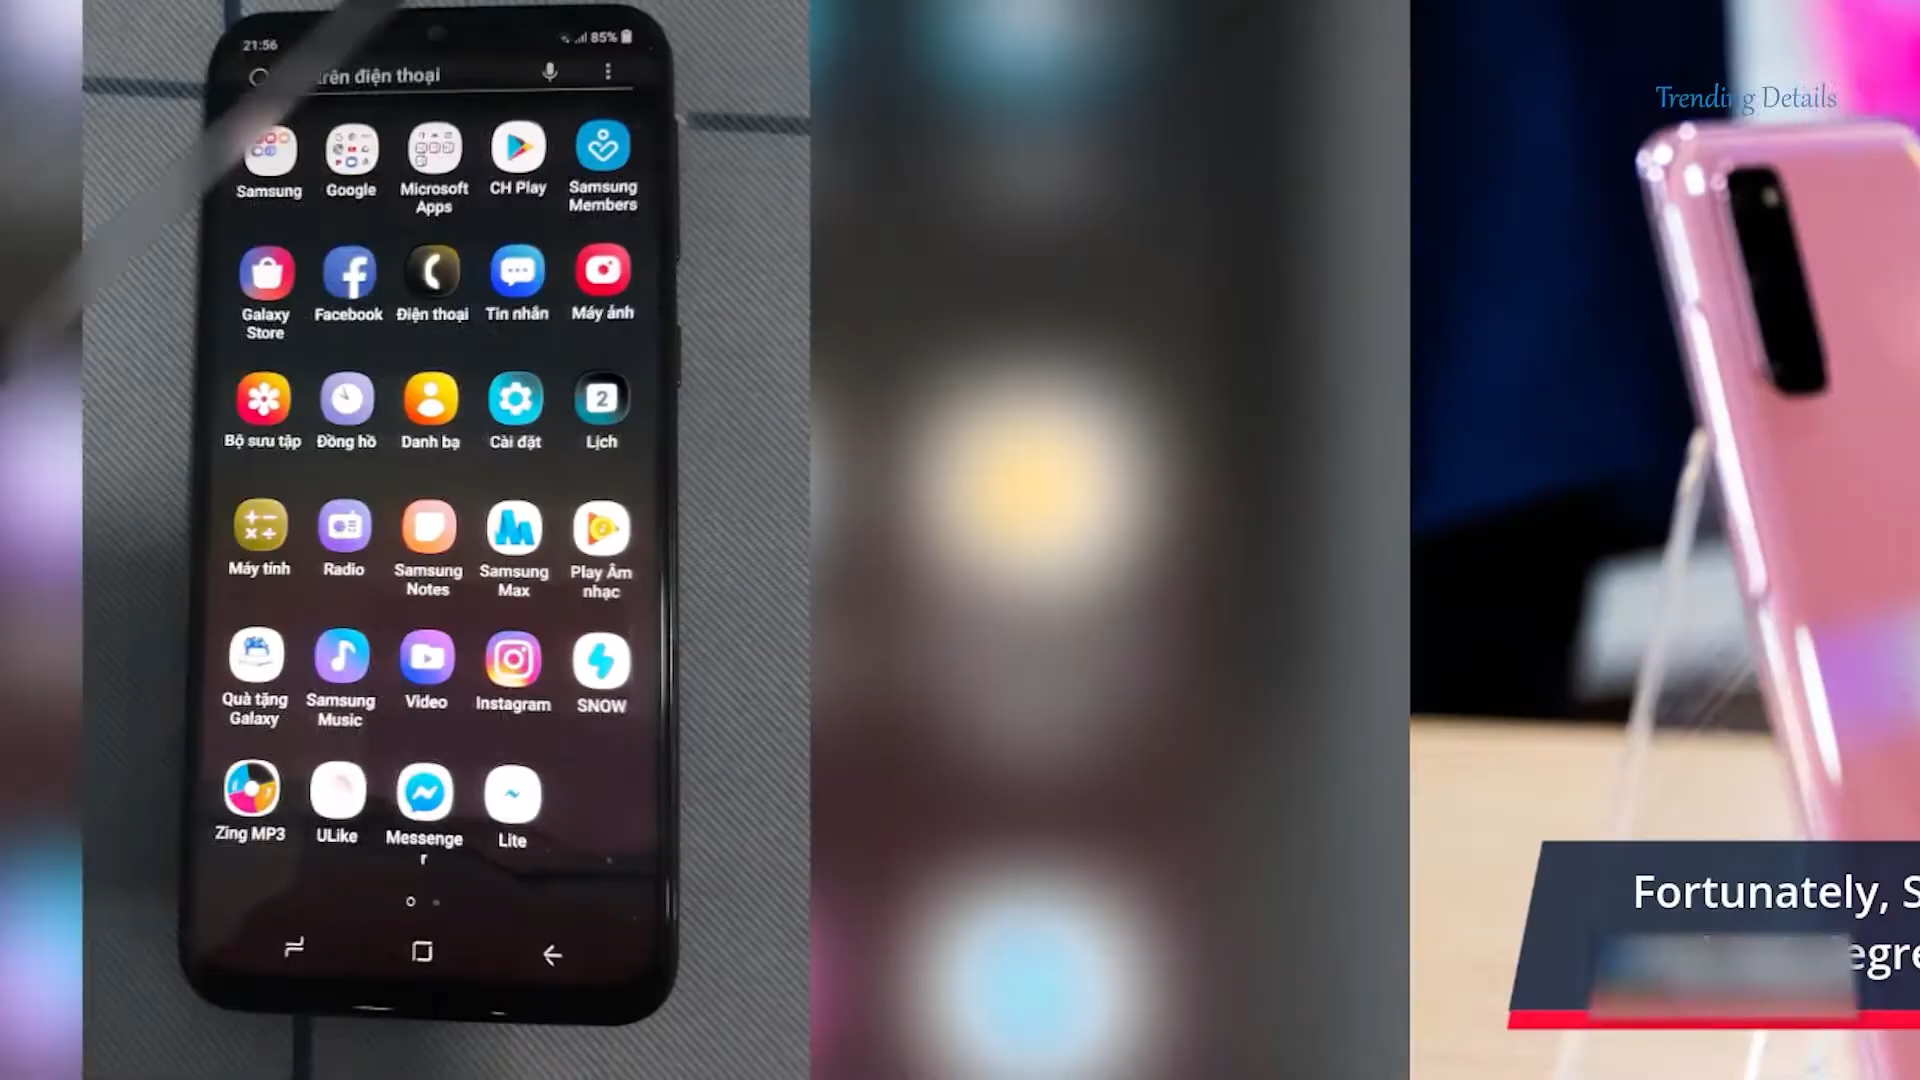 21:56
85%
trên điện thoại
Samsung
Google
Microsoft
Apps
CH Play
Samsung
Members
Galaxy
Store
Facebook
Điện thoại
Tin nhắn
Máy ảnh
Bộ sưu tập
Đồng hồ
Danh bạ
Cài đặt
2
Lịch
Máy tính
Radio
Samsung
Notes
Samsung
Max
Play Âm
nhạc
Quà tặng
Galaxy
Samsung
Music
Video
Instagram
SNOW
Zing MP3
ULike
Messenge
r
Lite
Trending Details
Fortunately, S
egre